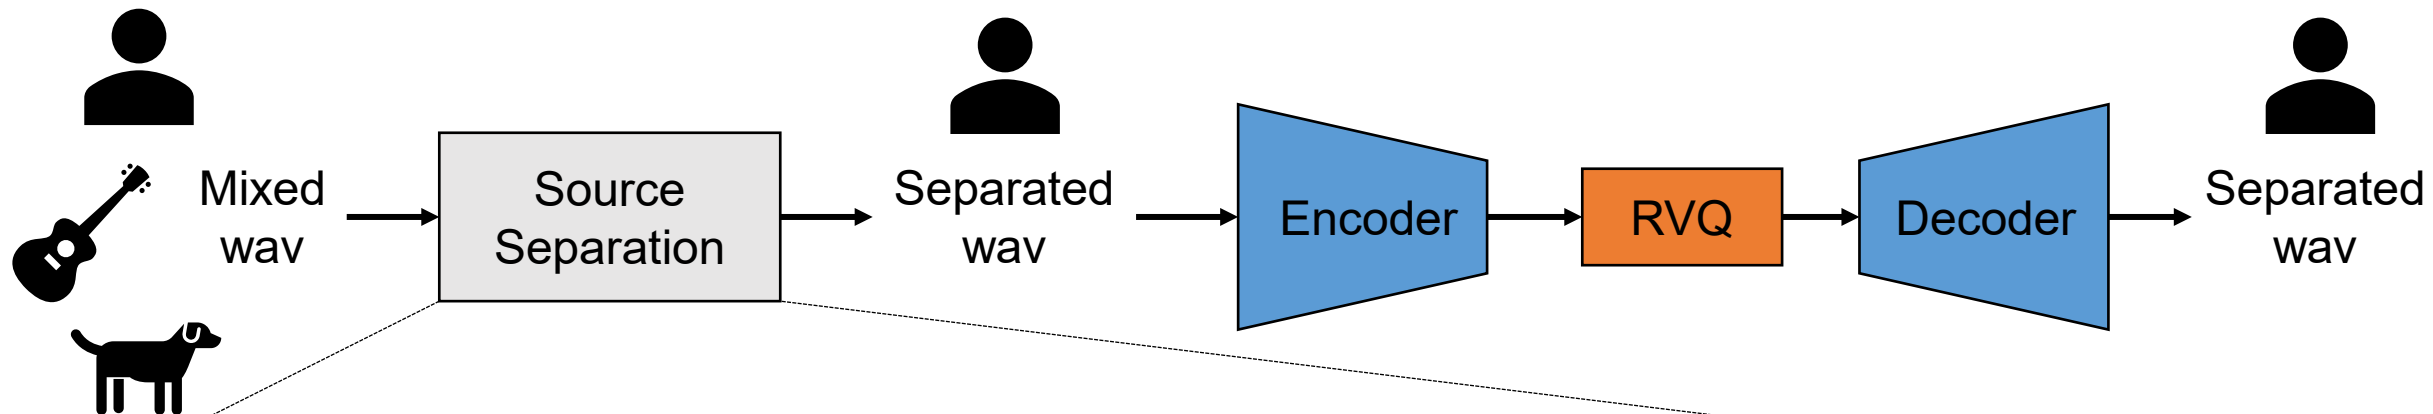 Mixed
wav
Source
Separation
Separated
wav
Encoder
RVQ
Decoder
Separated
wav